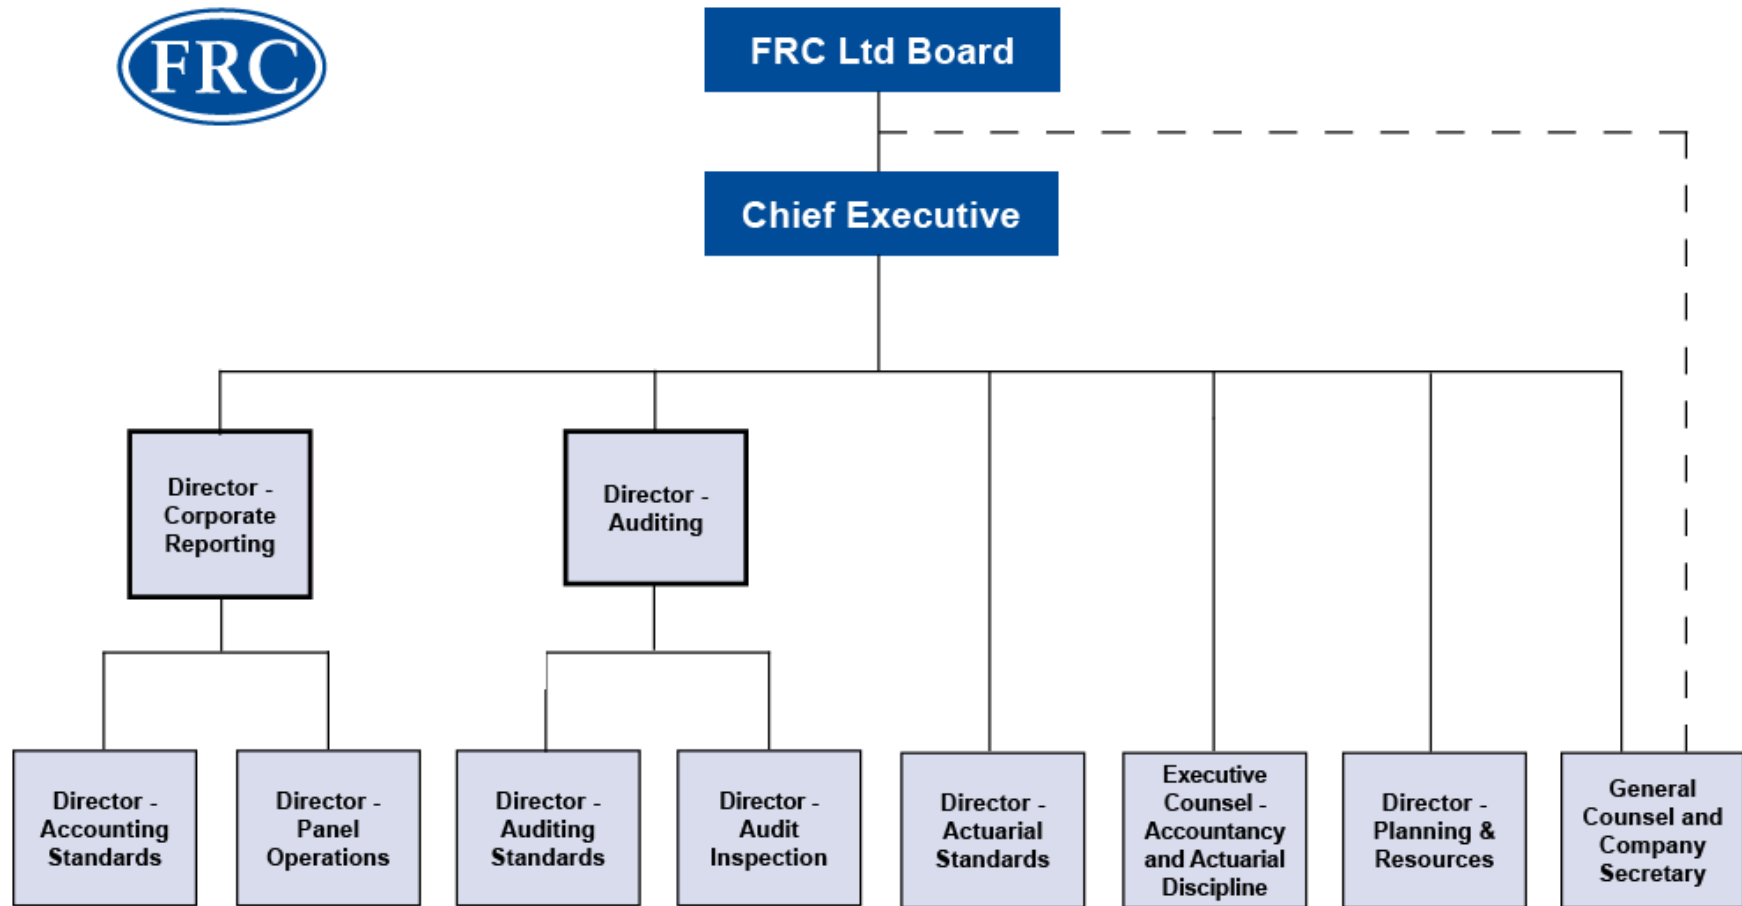 FRC
FRC Ltd Board
Chief Executive
Director -
Corporate
Reporting
Director -
Auditing
Director -
Accounting
Standards
Director -
Panel
Operations
Director -
Auditing
Standards
Director -
Audit
Inspection
Director -
Actuarial
Standards
Executive
Counsel -
Accountancy
and Actuarial
Discipline
Director -
Planning &
Resources
General
Counsel and
Company
Secretary